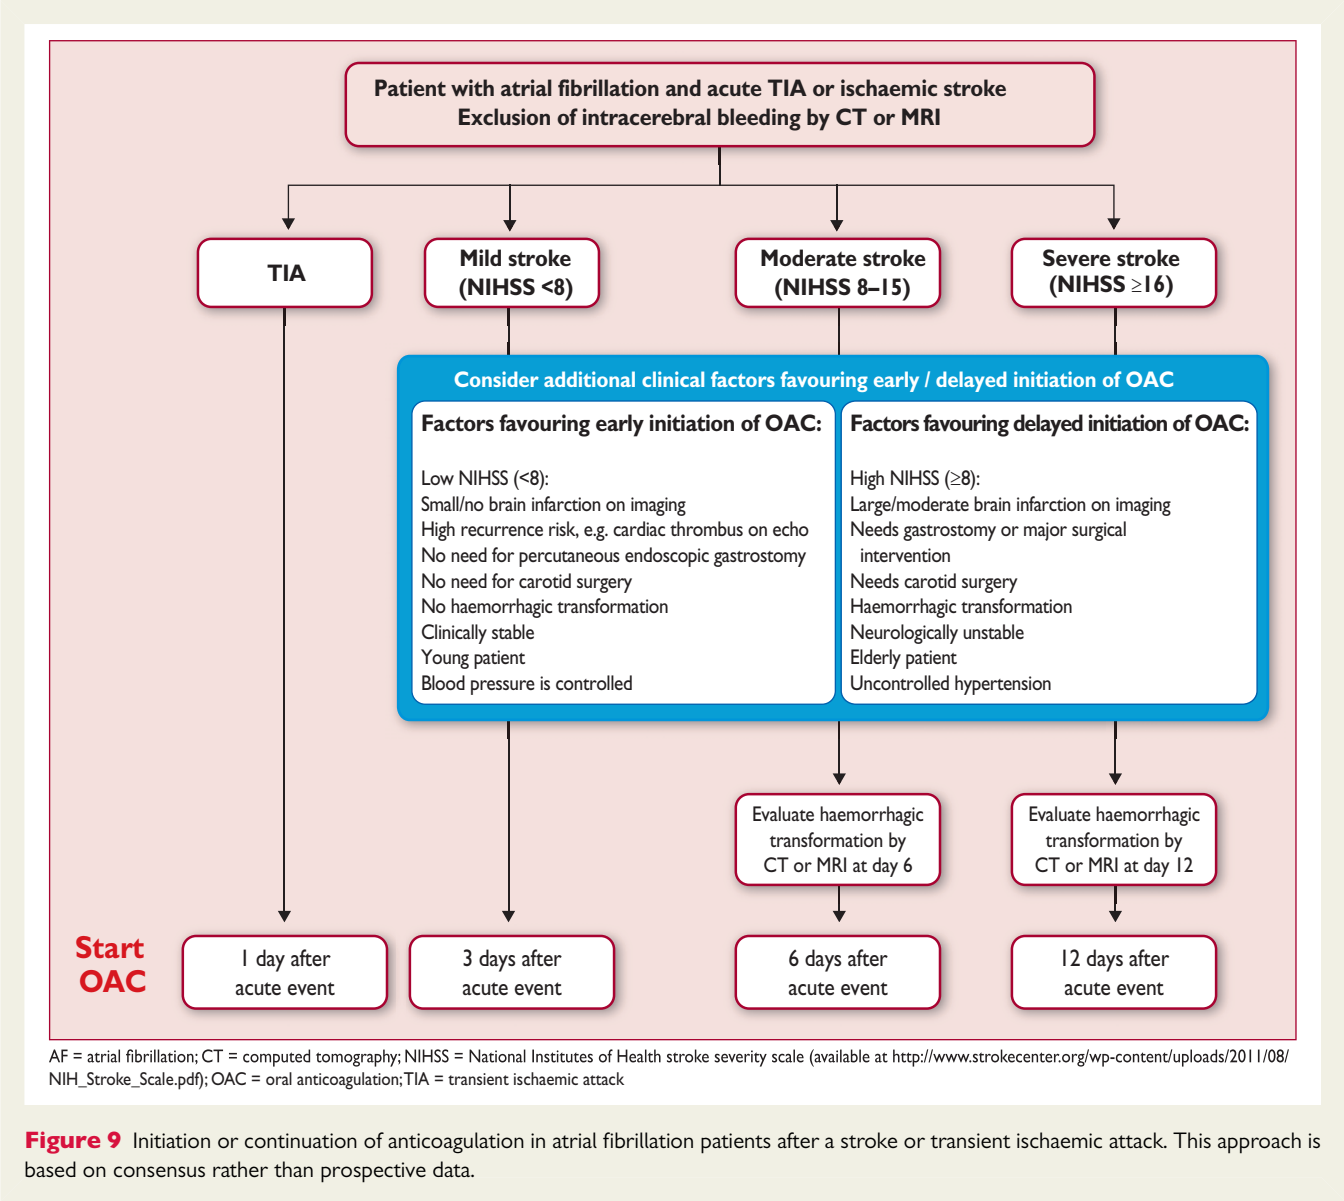 Patient with atrial fibrillation and acute TIA or ischaemic stroke
Exclusion of intracerebral bleeding by CT or MRI
TIA
Mild stroke
(NIHSS <8)
Moderate stroke
(NIHSS 8–15)
Severe stroke
(NIHSS ≥16)
Consider additional clinical factors favouring early / delayed initiation of OAC
Factors favouring early initiation of OAC:
Low NIHSS (<8):
Small/no brain infarction on imaging
High recurrence risk, e.g. cardiac thrombus on echo
No need for percutaneous endoscopic gastrostomy
No need for carotid surgery
No haemorrhagic transformation
Clinically stable
Young patient
Blood pressure is controlled
Factors favouring delayed initiation of OAC:
High NIHSS (≥8):
Large/moderate brain infarction on imaging
Needs gastrostomy or major surgical
intervention
Needs carotid surgery
Haemorrhagic transformation
Neurologically unstable
Elderly patient
Uncontrolled hypertension
Evaluate haemorrhagic
transformation by
CT or MRI at day 6
Evaluate haemorrhagic
transformation by
CT or MRI at day 12
Start
OAC
1 day after
acute event
3 days after
acute event
6 days after
acute event
12 days after
acute event
AF = atrial fibrillation; CT = computed tomography; NIHSS = National Institutes of Health stroke severity scale (available at http://www.strokecenter.org/wp-content/uploads/2011/08/
NIH_Stroke_Scale.pdf); OAC = oral anticoagulation; TIA = transient ischaemic attack
Figure 9 Initiation or continuation of anticoagulation in atrial fibrillation patients after a stroke or transient ischaemic attack. This approach is
based on consensus rather than prospective data.